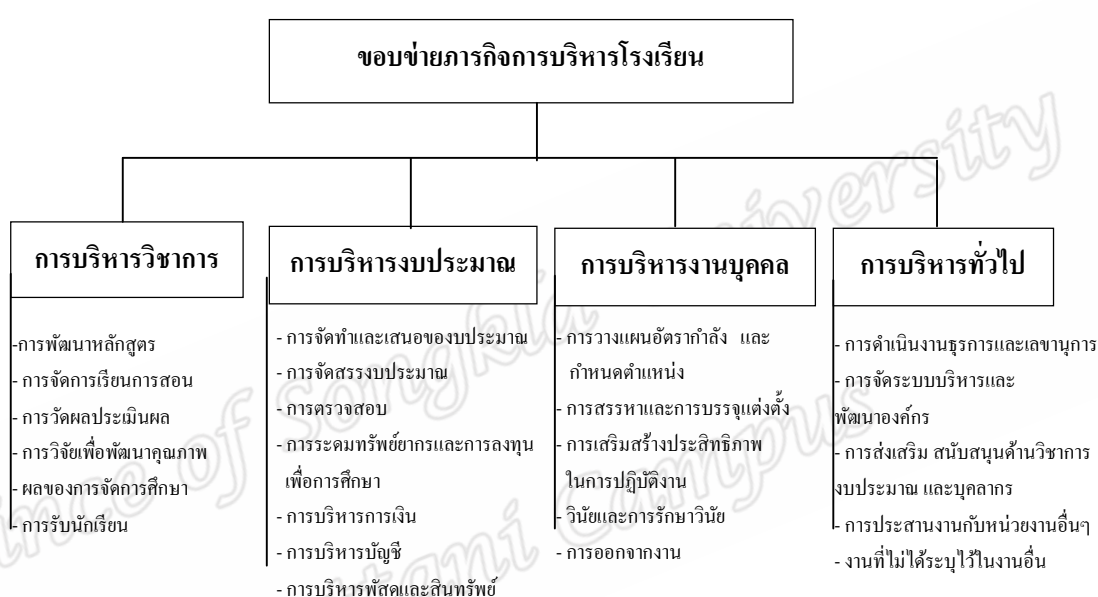 ขอบข่ายภารกิจการบริหารโรงเรียน
การบริหารวิชาการ
-การพัฒนาหลักสูตร
- การจัดการเรียนการสอน
- การวัดผลประเมินผล
- การวิจัยเพื่อพัฒนาคุณภาพ
- ผลของการจัดการศึกษา
- การรับนักเรียน
การบริหารงบประมาณ
- การจัดทำและเสนอของบประมาณ
- การจัดสรรงบประมาณ
- การตรวจสอบ
- การระดมทรัพย์ยากรและการลงทุน
เพื่อการศึกษา
- การบริหารการเงิน
- การบริหารบัญชี
- การบริหารพัสดุและสินทรัพย์
การบริหารงานบุคคล
- การวางแผนอัตรากำลัง และ
กำหนดตำแหน่ง
- การสรรหาและการบรรจุแต่งตั้ง
- การเสริมสร้างประสิทธิภาพ
ในการปฏิบัติงาน
- วินัยและการรักษาวินัย
- การออกจากงาน
การบริหารทั่วไป
- การดำเนินงานธุรการและเลขานุการ
- การจัดระบบบริหารและ
พัฒนาองค์กร
- การส่งเสริม สนับสนุนด้านวิชาการ
งบประมาณ และบุคลากร
- การประสานงานกับหน่วยงานอื่นๆ
- งานที่ไม่ได้ระบุไว้ในงานอื่น
ince of Songkla University
ttani Campus